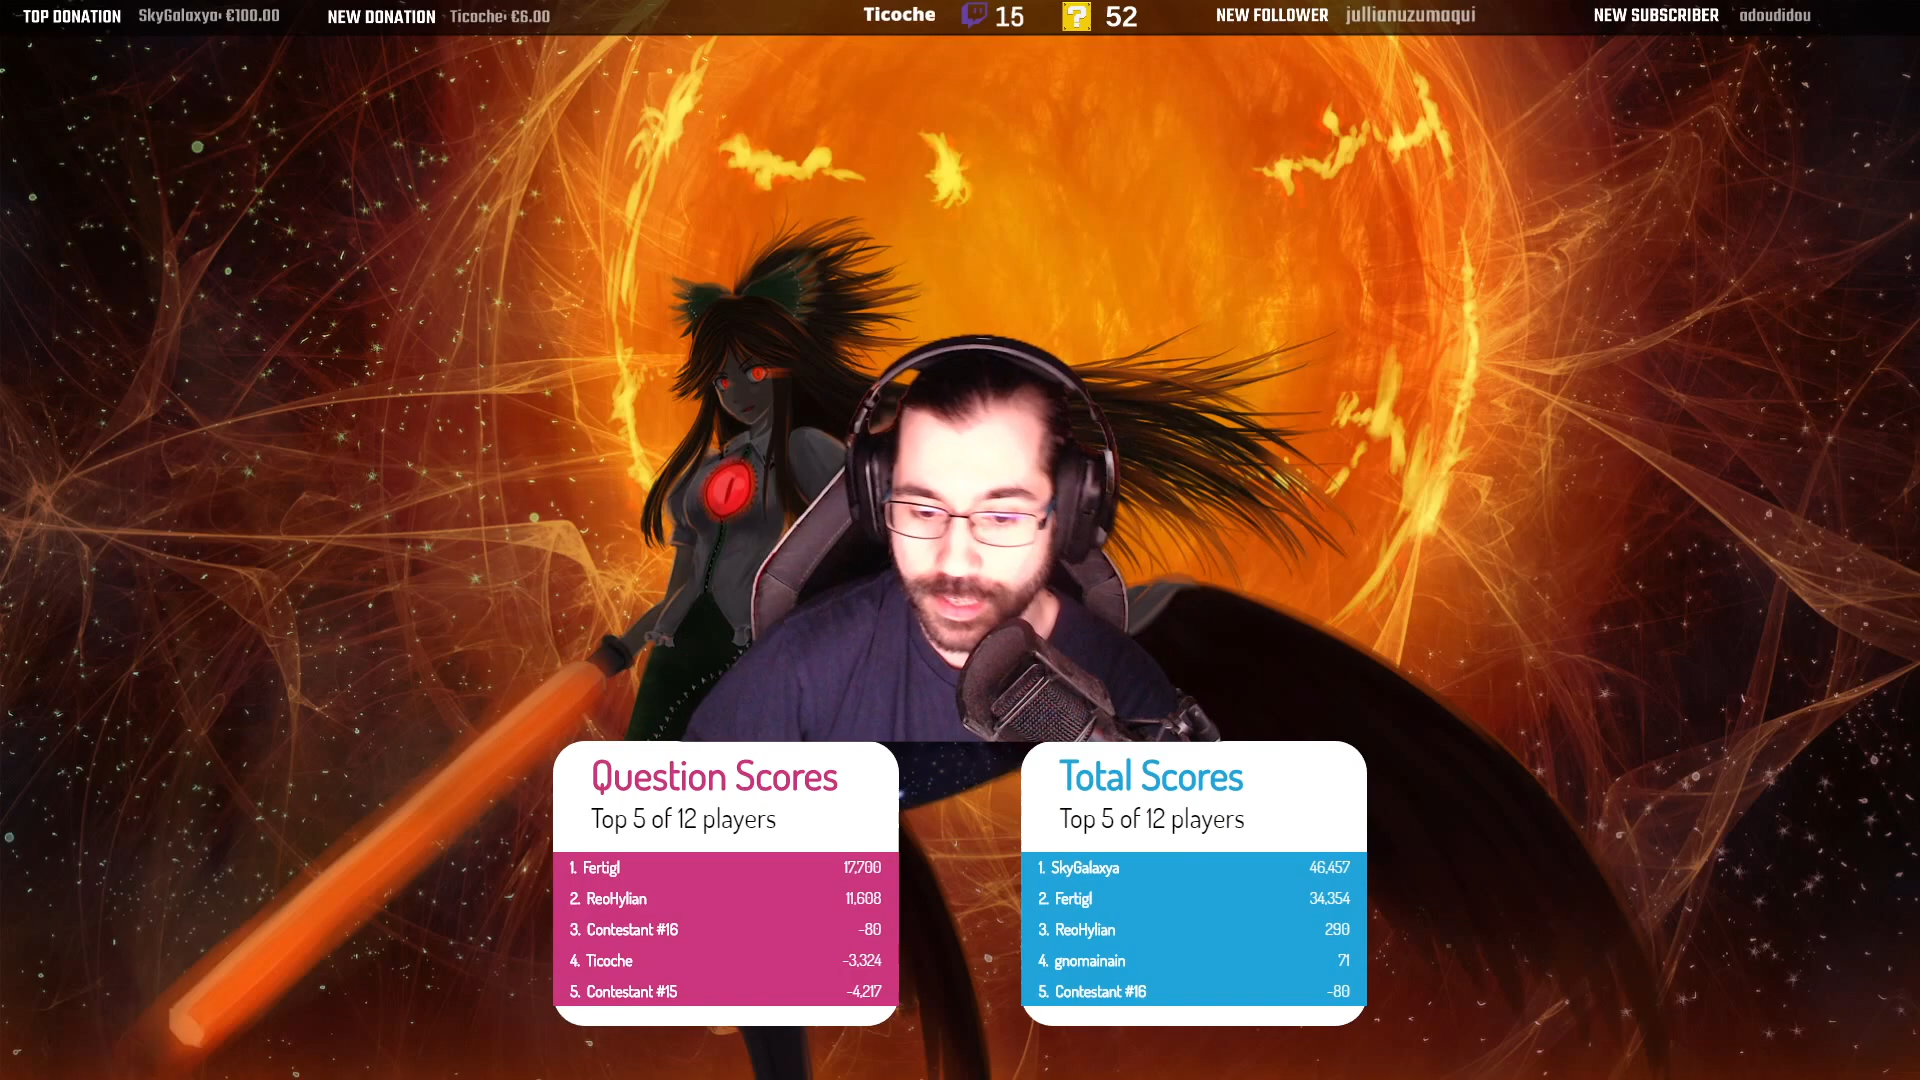 TOP DONATION SkyGalaxya: €100.00 NEW DONATION Ticoche: €6.00 Ticoche 15 ? 52 NEW FOLLOWER jullianuzumaqui NEW SUBSCRIBER adoudidou
Question Scores
Top 5 of 12 players
1. Fertigl 17,700
2. ReoHylian 11,608
3. Contestant #16 -80
4. Ticoche -3,324
5. Contestant #15 -4,217
Total Scores
Top 5 of 12 players
1. SkyGalaxya 46,457
2. Fertigl 34,354
3. ReoHylian 290
4. gnomainain 71
5. Contestant #16 -80